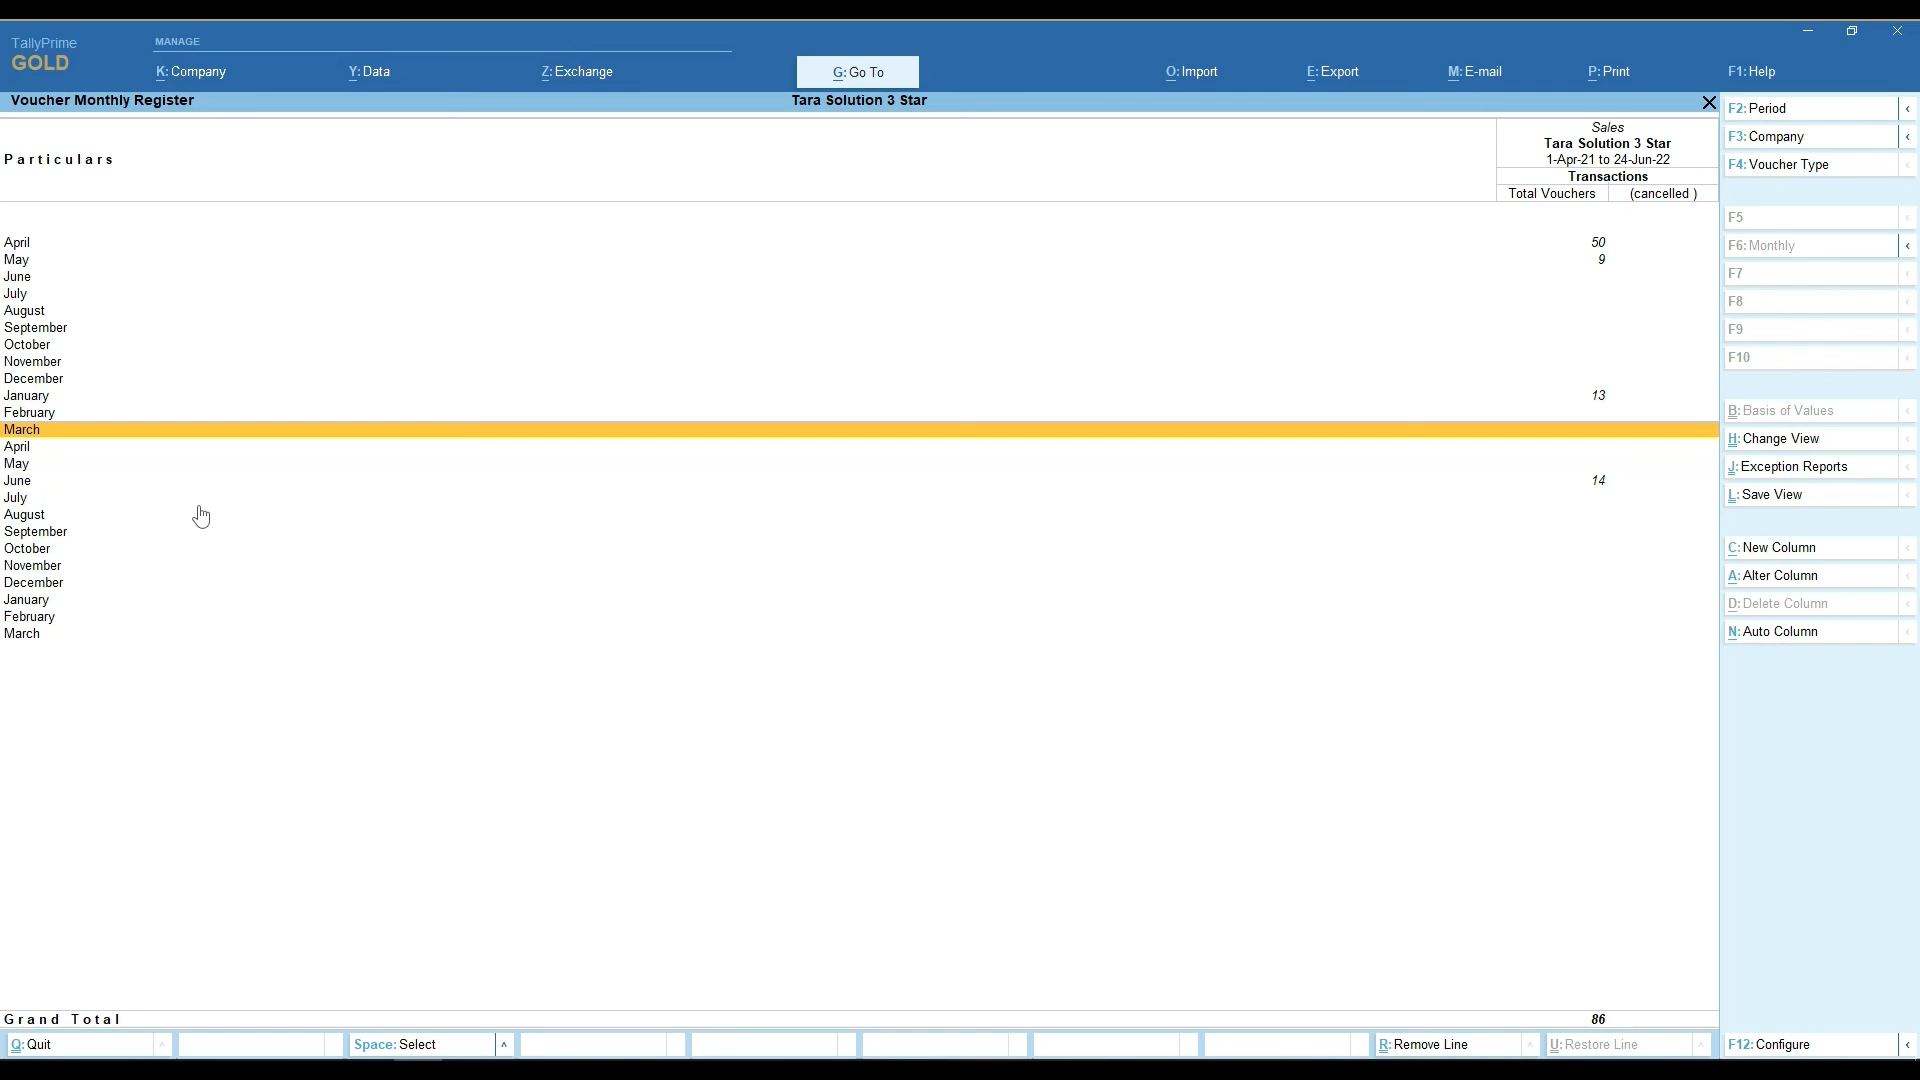 TallyPrime
GOLD
MANAGE
K: Company
Y: Data
Z: Exchange
G: Go To
O: Import
E: Export
M: E-mail
P: Print
F1: Help
Voucher Monthly Register
Tara Solution 3 Star
Particulars
Sales
Tara Solution 3 Star
1-Apr-21 to 24-Jun-22
Transactions
Total Vouchers (cancelled )
April 50
May 9
June
July
August
September
October
November
December
January 13
February
March
April
May
June 14
July
August
September
October
November
December
January
February
March
Grand Total 86
F2: Period
F3: Company
F4: Voucher Type
F5
F6: Monthly
F7
F8
F9
F10
B: Basis of Values
H: Change View
J: Exception Reports
L: Save View
C: New Column
A: Alter Column
D: Delete Column
N: Auto Column
Q: Quit
Space: Select
R: Remove Line
U: Restore Line
F12: Configure